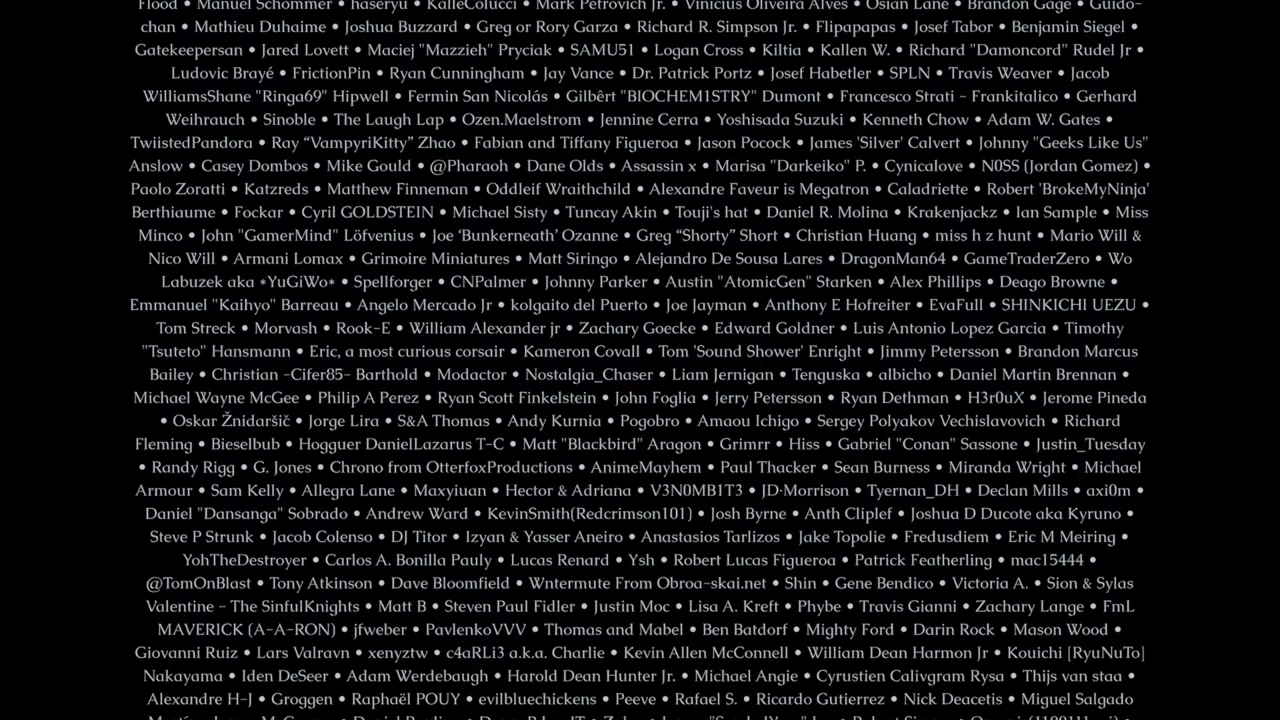 Flood • Manuel Schommer • haseryu • KalleColucci • Mark Petrovich Jr. • Vinicius Oliveira Alves • Osian Lane • Brandon Gage • Guido-
chan • Mathieu Duhaime • Joshua Buzzard • Greg or Rory Garza • Richard R. Simpson Jr. • Flipapapas • Josef Tabor • Benjamin Siegel •
Gatekeepersan • Jared Lovett • Maciej "Mazzieh" Pryciak • SAMU51 • Logan Cross • Kiltia • Kallen W. • Richard "Damoncord" Rudel Jr •
Ludovic Brayé • FrictionPin • Ryan Cunningham • Jay Vance • Dr. Patrick Portz • Josef Habetler • SPLN • Travis Weaver • Jacob
WilliamsShane "Ringa69" Hipwell • Fermin San Nicolás • Gilbêrt "BIOCHEM1STRY" Dumont • Francesco Strati - Frankitalico • Gerhard
Weihrauch • Sinoble • The Laugh Lap • Ozen.Maelstrom • Jennine Cerra • Yoshisada Suzuki • Kenneth Chow • Adam W. Gates •
TwiistedPandora • Ray “VampyriKitty” Zhao • Fabian and Tiffany Figueroa • Jason Pocock • James 'Silver' Calvert • Johnny "Geeks Like Us"
Anslow • Casey Dombos • Mike Gould • @Pharaoh • Dane Olds • Assassin x • Marisa "Darkeiko" P. • Cynicalove • N0SS (Jordan Gomez) •
Paolo Zoratti • Katzreds • Matthew Finneman • Oddleif Wraithchild • Alexandre Faveur is Megatron • Caladriette • Robert 'BrokeMyNinja'
Berthiaume • Fockar • Cyril GOLDSTEIN • Michael Sisty • Tuncay Akin • Touji's hat • Daniel R. Molina • Krakenjackz • Ian Sample • Miss
Minco • John "GamerMind" Löfvenius • Joe ‘Bunkerneath’ Ozanne • Greg “Shorty” Short • Christian Huang • miss h z hunt • Mario Will &
Nico Will • Armani Lomax • Grimoire Miniatures • Matt Siringo • Alejandro De Sousa Lares • DragonMan64 • GameTraderZero • Wo
Labuzek aka *YuGiWo* • Spellforger • CNPalmer • Johnny Parker • Austin "AtomicGen" Starken • Alex Phillips • Deago Browne •
Emmanuel "Kaihyo" Barreau • Angelo Mercado Jr • kolgaito del Puerto • Joe Jayman • Anthony E Hofreiter • EvaFull • SHINKICHI UEZU •
Tom Streck • Morvash • Rook-E • William Alexander jr • Zachary Goecke • Edward Goldner • Luis Antonio Lopez Garcia • Timothy
"Tsuteto" Hansmann • Eric, a most curious corsair • Kameron Covall • Tom 'Sound Shower' Enright • Jimmy Petersson • Brandon Marcus
Bailey • Christian -Cifer85- Barthold • Modactor • Nostalgia_Chaser • Liam Jernigan • Tenguska • albicho • Daniel Martin Brennan •
Michael Wayne McGee • Philip A Perez • Ryan Scott Finkelstein • John Foglia • Jerry Petersson • Ryan Dethman • H3r0uX • Jerome Pineda
• Oskar Žnidaršič • Jorge Lira • S&A Thomas • Andy Kurnia • Pogobro • Amaou Ichigo • Sergey Polyakov Vechislavovich • Richard
Fleming • Bieselbub • Hogguer DanielLazarus T-C • Matt "Blackbird" Aragon • Grimrr • Hiss • Gabriel "Conan" Sassone • Justin_Tuesday
• Randy Rigg • G. Jones • Chrono from OtterfoxProductions • AnimeMayhem • Paul Thacker • Sean Burness • Miranda Wright • Michael
Armour • Sam Kelly • Allegra Lane • Maxyiuan • Hector & Adriana • V3N0MB1T3 • JD·Morrison • Tyernan_DH • Declan Mills • axi0m •
Daniel "Dansanga" Sobrado • Andrew Ward • KevinSmith(Redcrimson101) • Josh Byrne • Anth Cliplef • Joshua D Ducote aka Kyruno •
Steve P Strunk • Jacob Colenso • DJ Titor • Izyan & Yasser Aneiro • Anastasios Tarlizos • Jake Topolie • Fredusdiem • Eric M Meiring •
YohTheDestroyer • Carlos A. Bonilla Pauly • Lucas Renard • Ysh • Robert Lucas Figueroa • Patrick Featherling • mac15444 •
@TomOnBlast • Tony Atkinson • Dave Bloomfield • Wntermute From Obroa-skai.net • Shin • Gene Bendico • Victoria A. • Sion & Sylas
Valentine - The SinfulKnights • Matt B • Steven Paul Fidler • Justin Moc • Lisa A. Kreft • Phybe • Travis Gianni • Zachary Lange • FmL
MAVERICK (A-A-RON) • jfweber • PavlenkoVVV • Thomas and Mabel • Ben Batdorf • Mighty Ford • Darin Rock • Mason Wood •
Giovanni Ruiz • Lars Valravn • xenyztw • c4aRLi3 a.k.a. Charlie • Kevin Allen McConnell • William Dean Harmon Jr • Kouichi [RyuNuTo]
Nakayama • Iden DeSeer • Adam Werdebaugh • Harold Dean Hunter Jr. • Michael Angie • Cyrustien Calivgram Rysa • Thijs van staa •
Alexandre H-J • Groggen • Raphaël POUY • evilbluechickens • Peeve • Rafael S. • Ricardo Gutierrez • Nick Deacetis • Miguel Salgado